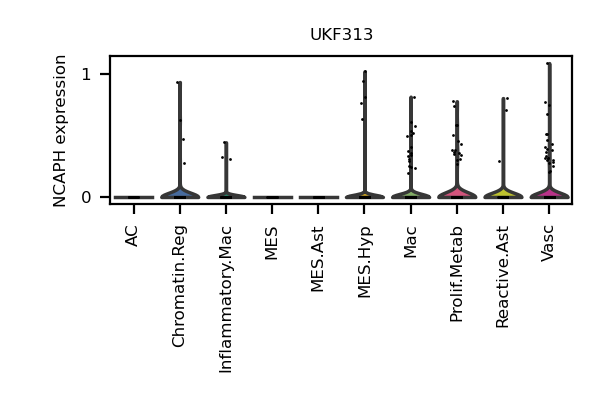 UKF313
NCAPH expression
1
0
AC
Chromatin.Reg
Inflammatory.Mac
MES
MES.Ast
MES.Hyp
Mac
Prolif.Metab
Reactive.Ast
Vasc